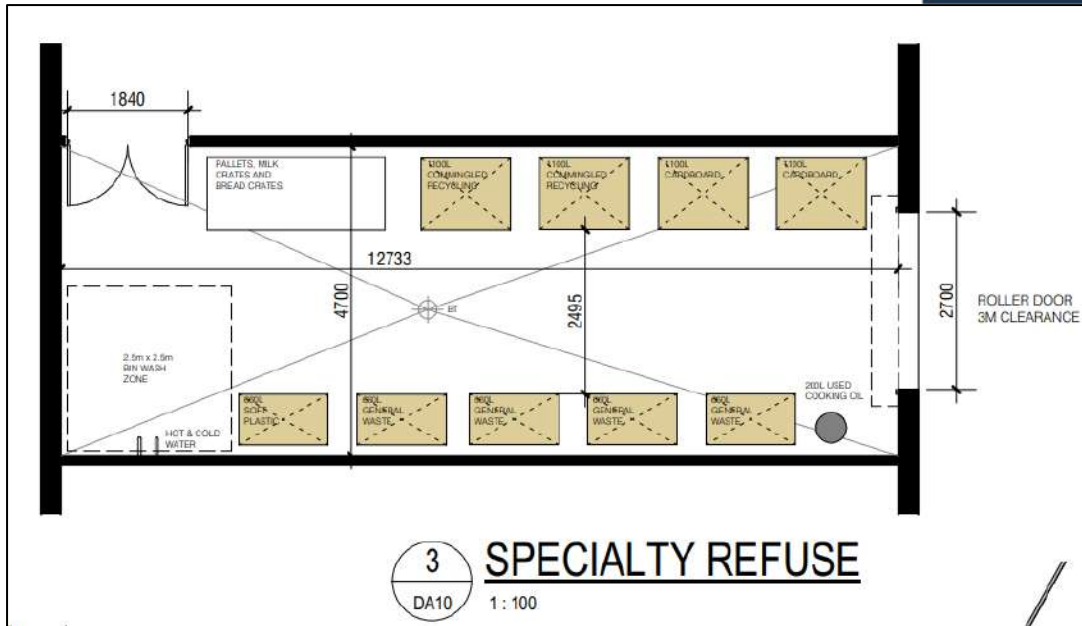 1840
PALLETS, MILK
CRATES AND
BREAD CRATES
1100L
COMMINGLED
RECYCLING
1100L
COMMINGLED
RECYCLING
1100L
CARDBOARD
1100L
CARDBOARD
12733
4700
BT
2495
2700
ROLLER DOOR
3M CLEARANCE
2.5m x 2.5m
BIN WASH
ZONE
HOT & COLD
WATER
660L
SOFT
PLASTIC
660L
GENERAL
WASTE
660L
GENERAL
WASTE
660L
GENERAL
WASTE
660L
GENERAL
WASTE
200L USED
COOKING OIL
3
DA10
SPECIALTY REFUSE
1 : 100